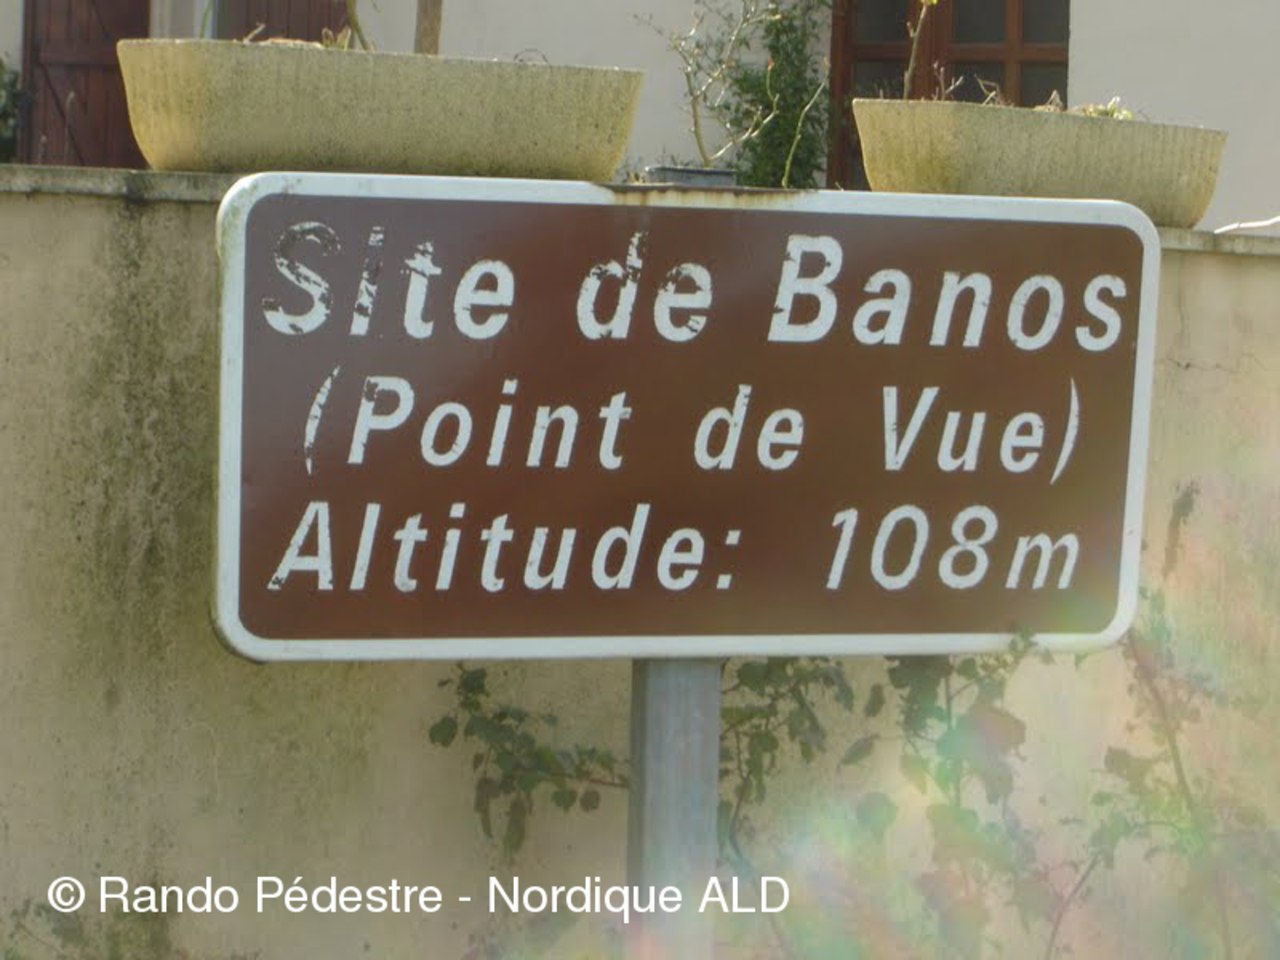 Site de Banos
(Point de Vue)
Altitude: 108m
© Rando Pédestre - Nordique ALD